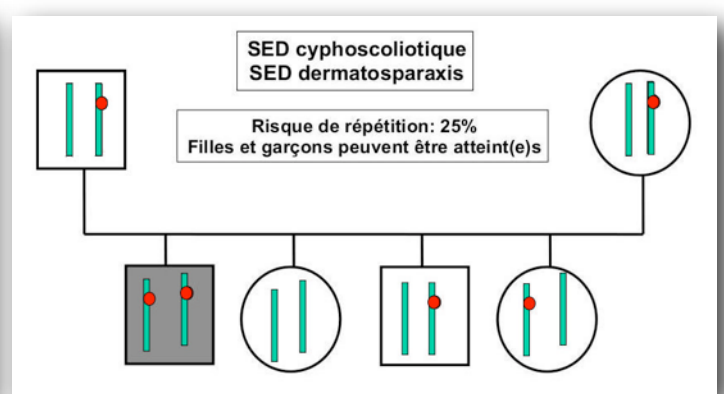 SED cyphoscoliotique
SED dermatosparaxis
Risque de répétition: 25%
Filles et garçons peuvent être atteint(e)s